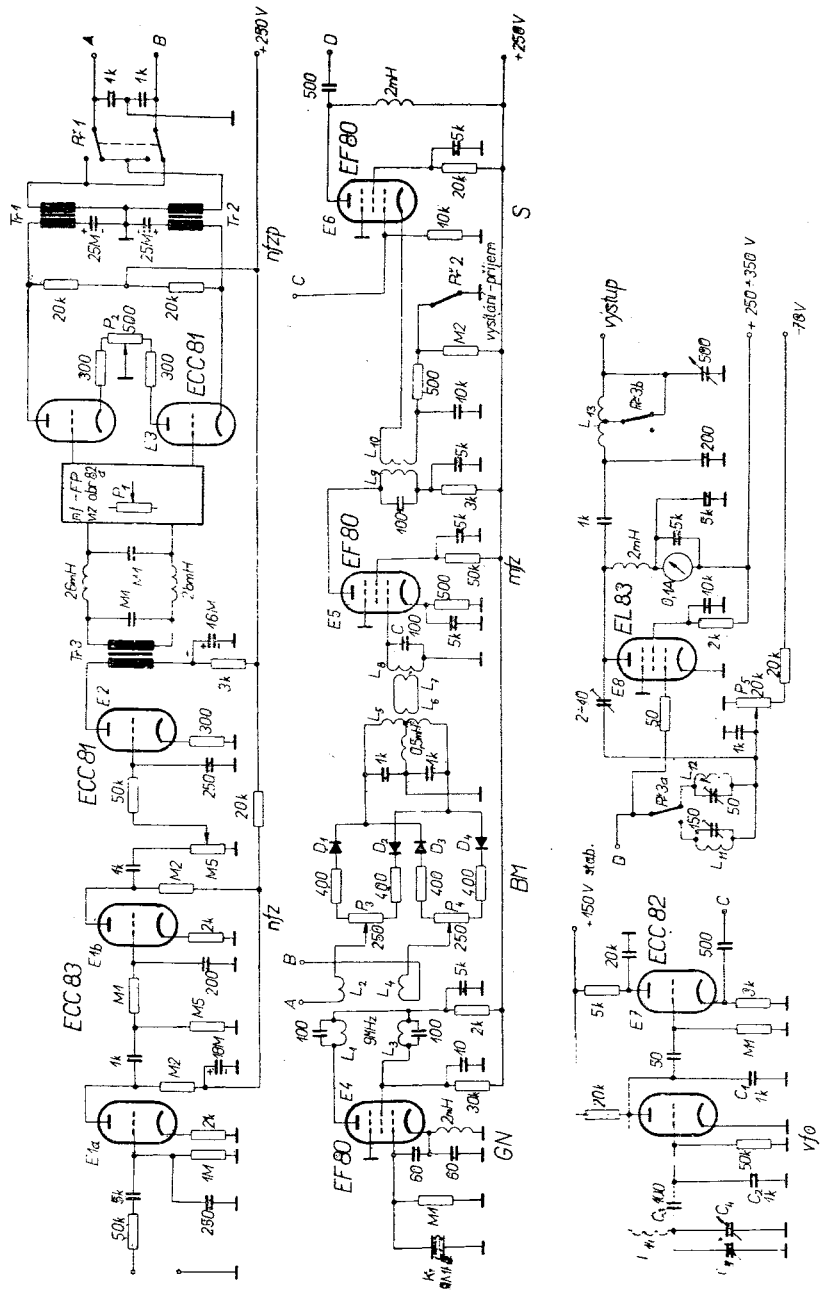 ECC83
ECC81
E1a
E1b
E2
50k
5k
250
1M
2k
M2
10M
1k
M5
M1
200
2k
M2
1k
M5
50k
250
300
20k
Tr3
3k
16M
26mH
M1
M1
26mH
nf-FP
P1
E3
ECC81
300
P2
500
300
20k
20k
25M
25M
Tr1
Tr2
Př1
1k
1k
A
B
+250V
nfz
nfzp
EF80
E4
M1
60
60
2mH
30k
10
100
L1
9MHz
L3
100
2k
5k
A
B
L2
L4
P3
250
P4
250
400
400
400
400
D1
D2
D3
D4
1k
1k
0,5mH
L5
L6
L7
L8
C
100
E5
EF80
5k
500
50k
5k
L9
100
L10
3k
5k
10k
500
M2
Př2
vysílání-příjem
C
E6
EF80
10k
20k
5k
2mH
500
D
+250V
GN
BM
mfz
S
100
C3
C4
C2
1k
50k
20k
C1
1k
50
M1
E7
ECC82
5k
20k
3k
500
C
+150V stab.
vfo
D
Př3a
150
L11
L12
50
50
2-10
E8
EL83
1k
P5
20k
20k
2k
10k
0,1A
5k
2mH
5k
1k
200
L13
Př3b
500
výstup
+250÷350 V
-78V